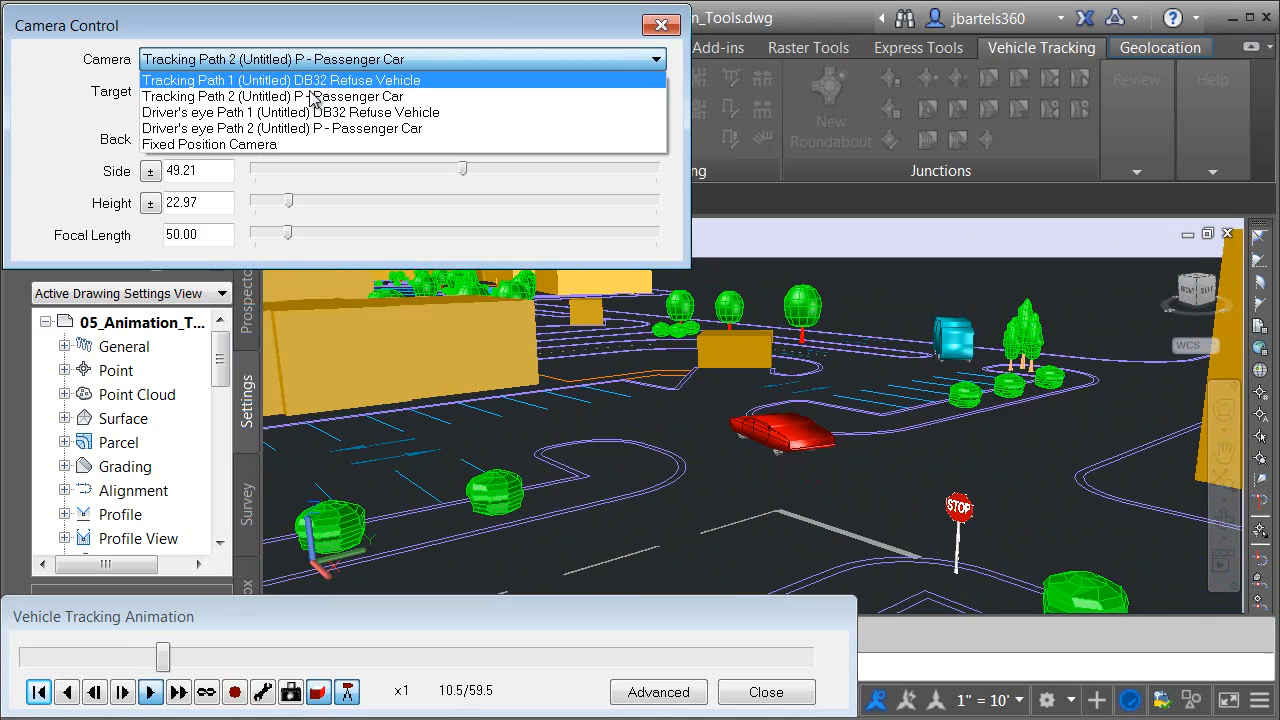 Camera Control
Camera
Tracking Path 2 (Untitled) P - Passenger Car
Tracking Path 1 (Untitled) DB32 Refuse Vehicle
Tracking Path 2 (Untitled) P - Passenger Car
Driver's eye Path 1 (Untitled) DB32 Refuse Vehicle
Driver's eye Path 2 (Untitled) P - Passenger Car
Fixed Position Camera
Target
Back
Side ± 49.21
Height ± 22.97
Focal Length 50.00
n_Tools.dwg
jbartels360
Add-ins Raster Tools Express Tools Vehicle Tracking Geolocation
New
Roundabout
Review
Help
ng
Junctions
Active Drawing Settings View
05_Animation_T...
General
Point
Point Cloud
Surface
Parcel
Grading
Alignment
Profile
Profile View
Prospecto
Settings
Survey
ox
WCS
STOP
Vehicle Tracking Animation
x1 10.5/59.5
Advanced
Close
1" = 10'